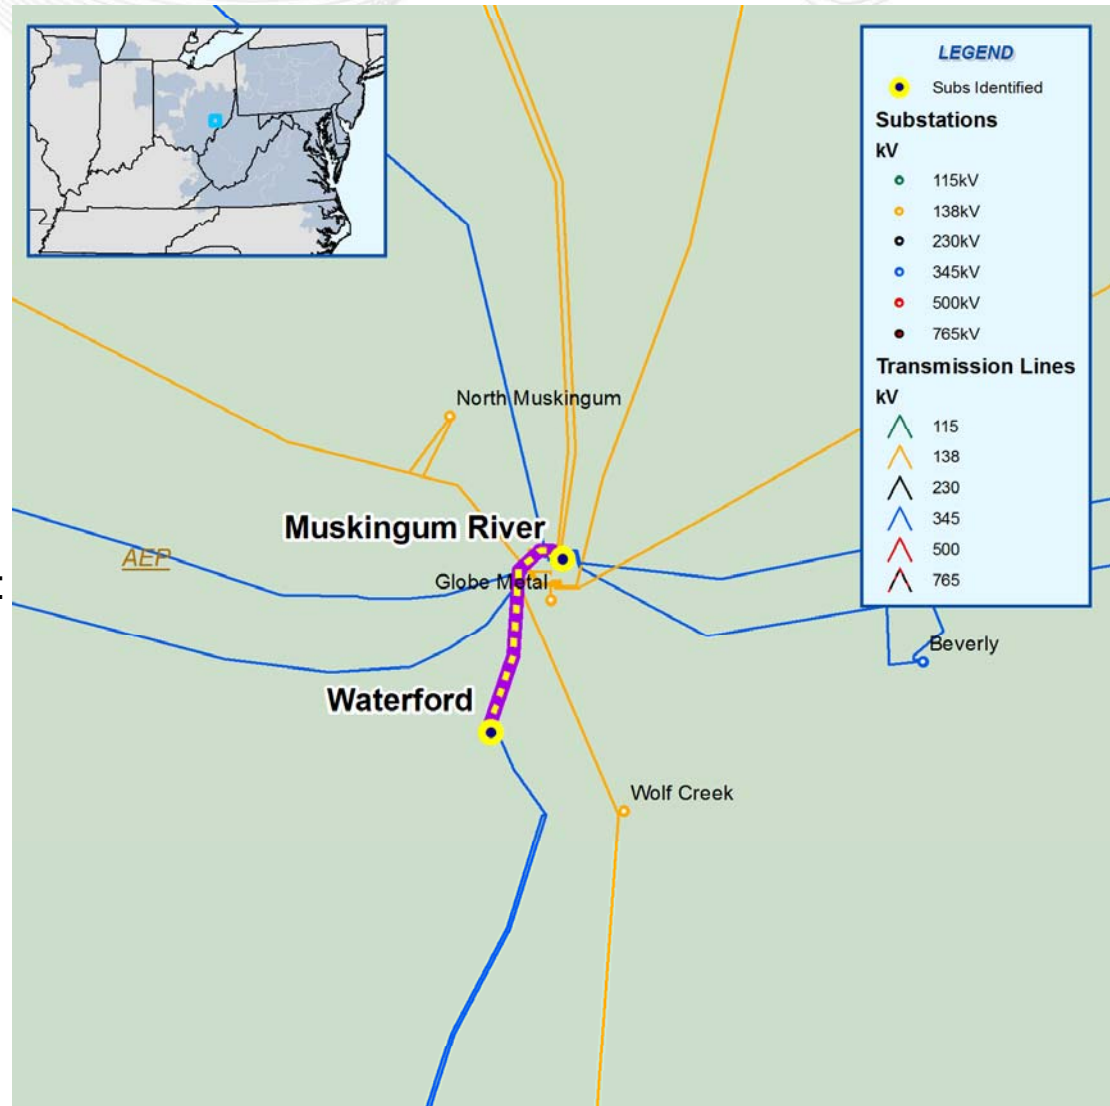 LEGEND
Subs Identified
Substations
kV
115kV
138kV
230kV
345kV
500kV
765kV
Transmission Lines
kV
115
138
230
345
500
765
North Muskingum
Muskingum River
AEP
Globe Metal
Beverly
Waterford
Wolf Creek